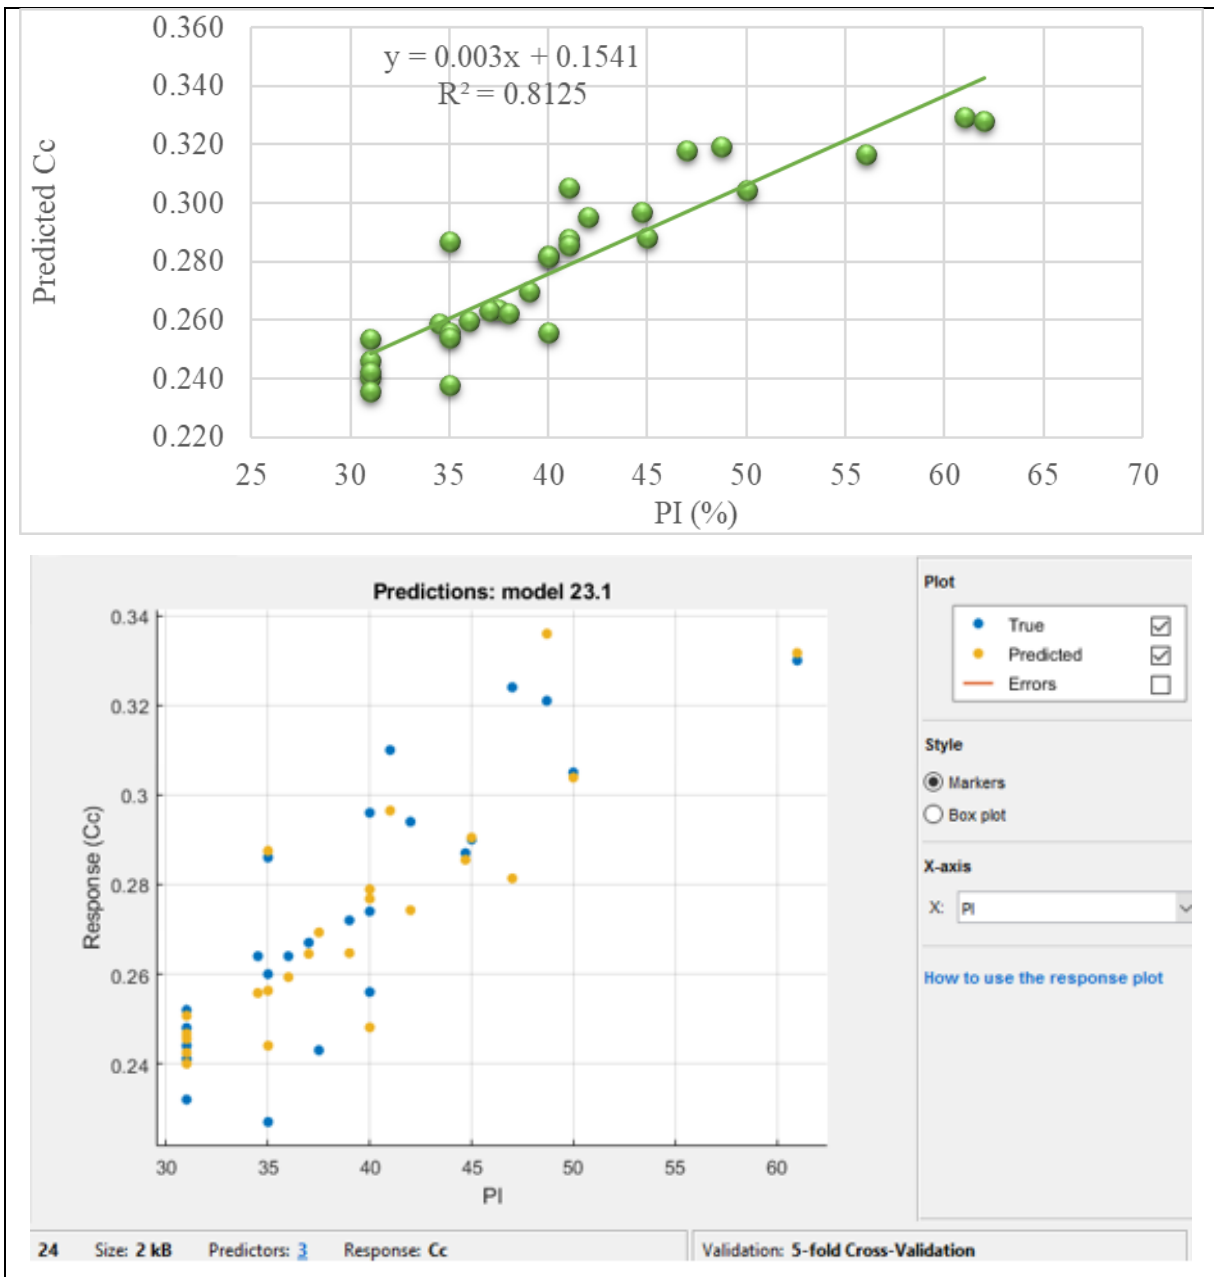 0.360
y = 0.003x + 0.1541
R² = 0.8125
0.340
0.320
0.300
0.280
0.260
0.240
0.220
Predicted Cc
25 30 35 40 45 50 55 60 65 70
PI (%)
Predictions: model 23.1
0.34
0.32
0.3
0.28
0.26
0.24
Response (Cc)
30 35 40 45 50 55 60
PI
Plot
True
Predicted
Errors
Style
Markers
Box plot
X-axis
X: PI
How to use the response plot
24 Size: 2 kB Predictors: 3 Response: Cc Validation: 5-fold Cross-Validation